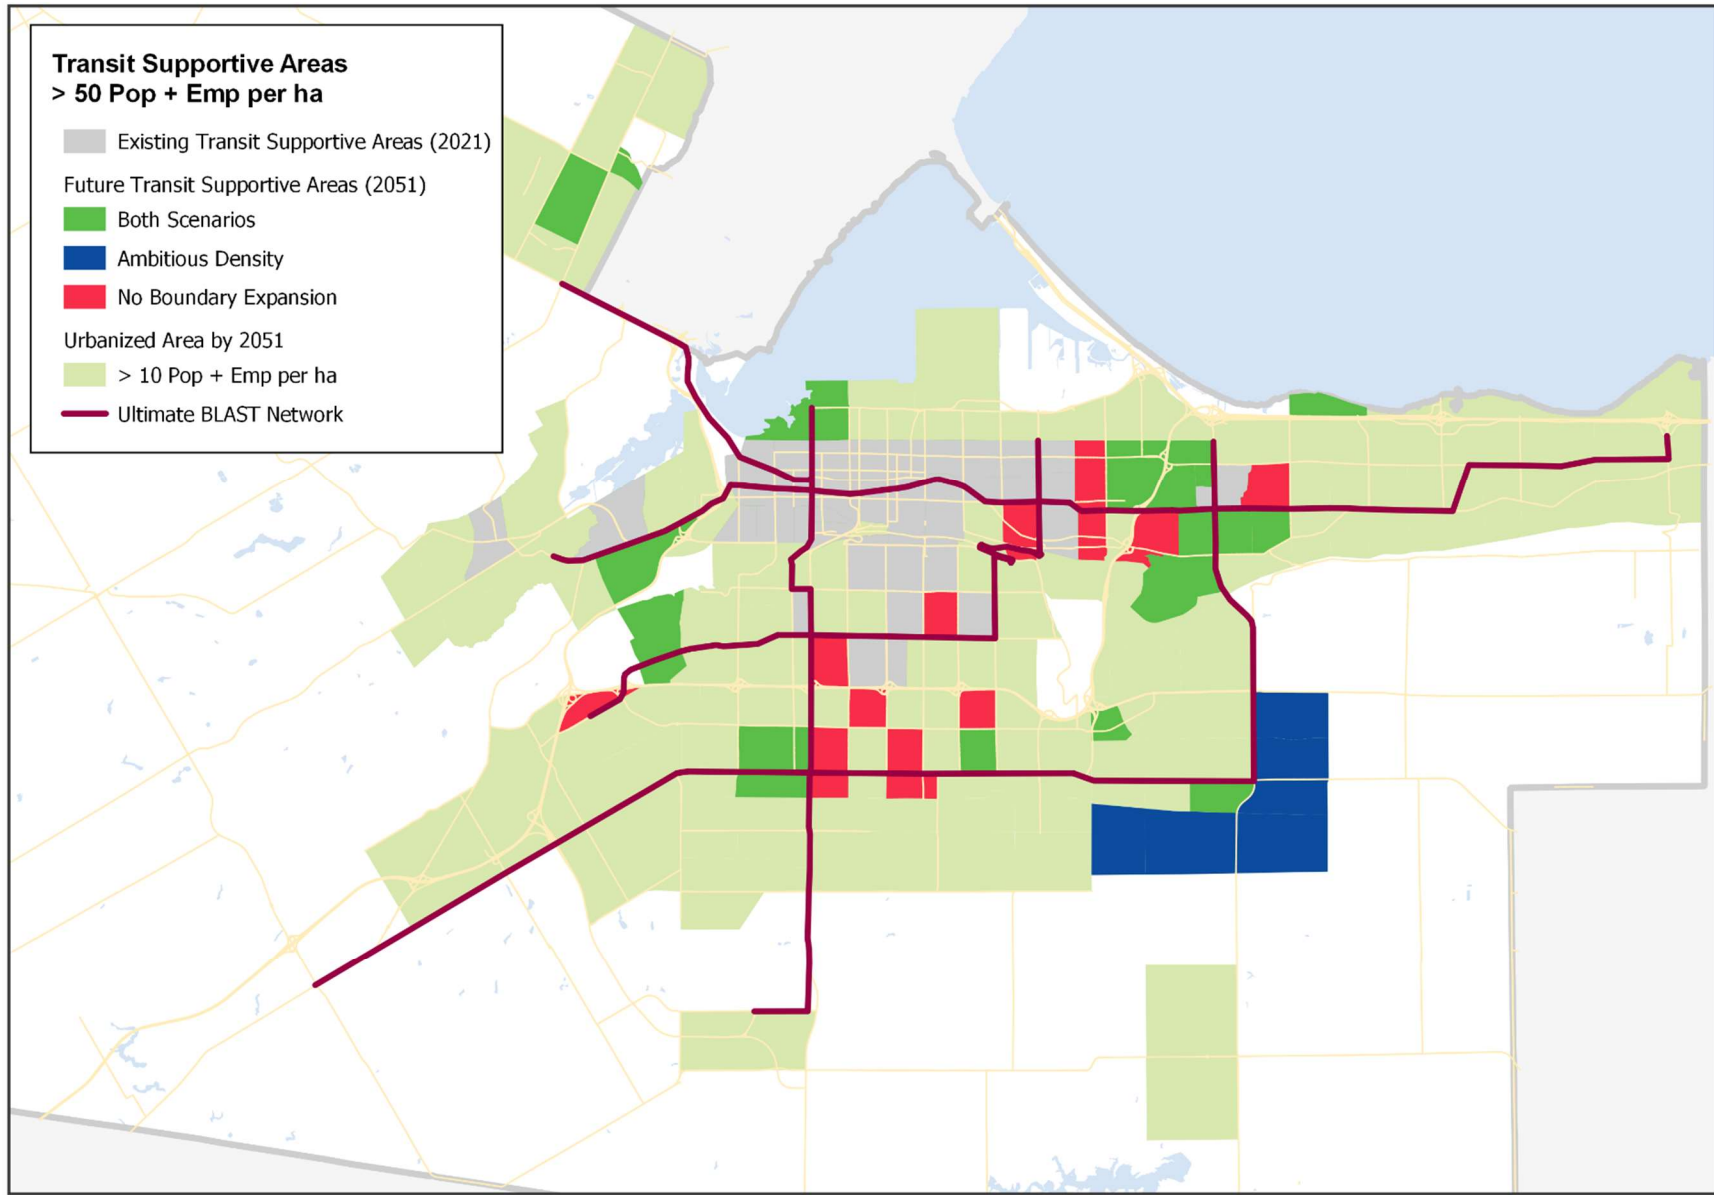 Transit Supportive Areas
> 50 Pop + Emp per ha
Existing Transit Supportive Areas (2021)
Future Transit Supportive Areas (2051)
Both Scenarios
Ambitious Density
No Boundary Expansion
Urbanized Area by 2051
> 10 Pop + Emp per ha
Ultimate BLAST Network